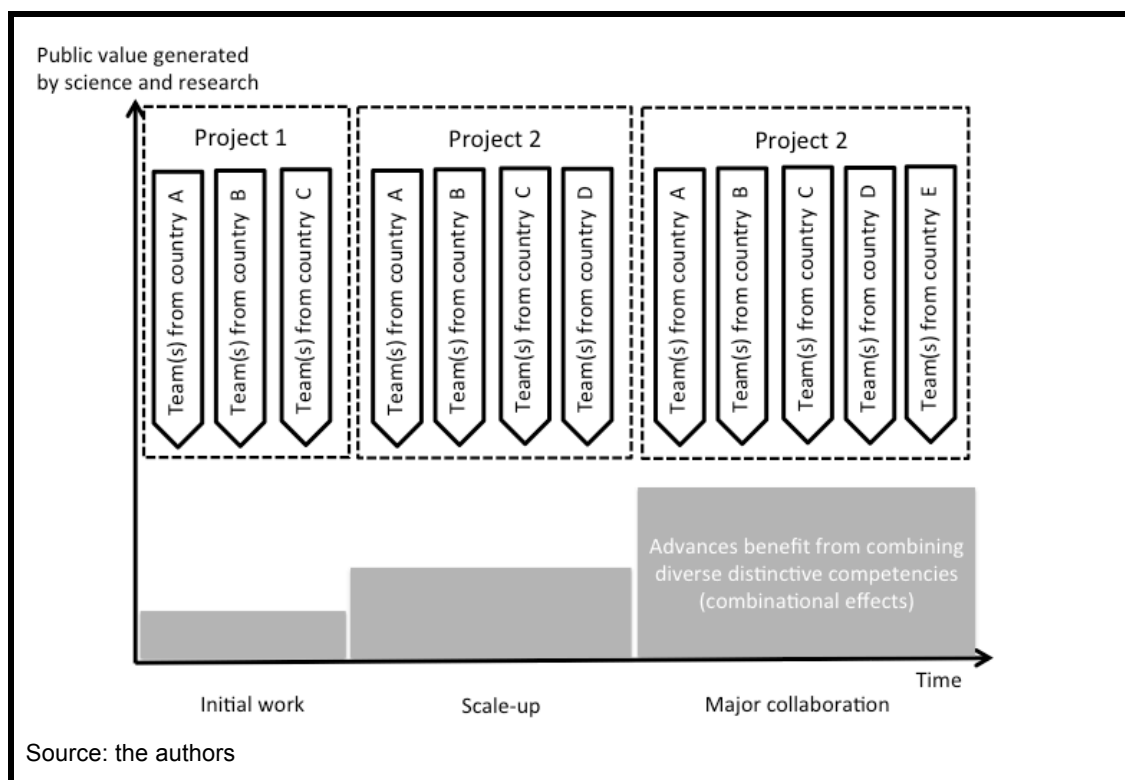 Public value generated
by science and research
Project 1
Team(s) from country A
Team(s) from country B
Team(s) from country C
Project 2
Team(s) from country A
Team(s) from country B
Team(s) from country C
Team(s) from country D
Project 2
Team(s) from country A
Team(s) from country B
Team(s) from country C
Team(s) from country D
Team(s) from country E
Advances benefit from combining
diverse distinctive competencies
(combinational effects)
Time
Initial work
Scale-up
Major collaboration
Source: the authors